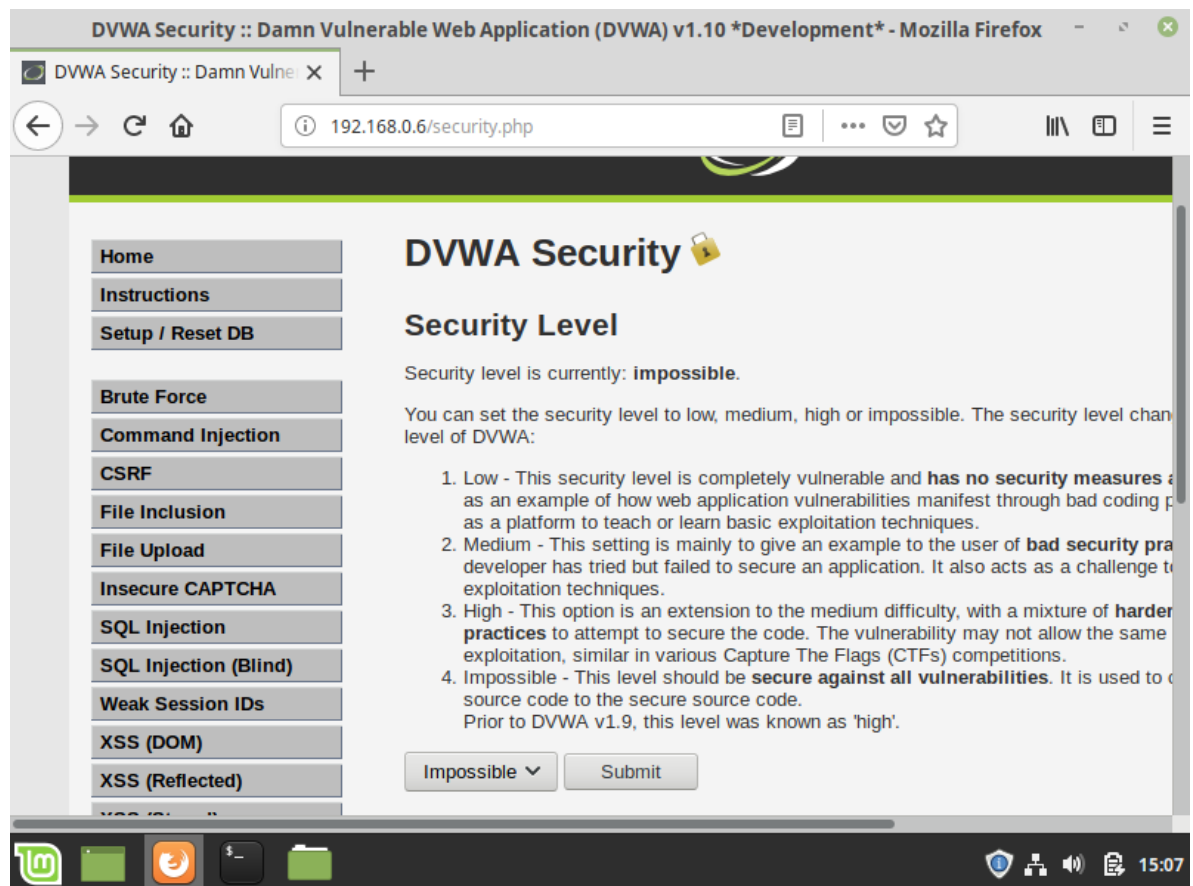 DVWA Security :: Damn Vulnerable Web Application (DVWA) v1.10 *Development* - Mozilla Firefox
DVWA Security :: Damn Vulne
192.168.0.6/security.php
Home
Instructions
Setup / Reset DB
Brute Force
Command Injection
CSRF
File Inclusion
File Upload
Insecure CAPTCHA
SQL Injection
SQL Injection (Blind)
Weak Session IDs
XSS (DOM)
XSS (Reflected)
DVWA Security
Security Level
Security level is currently: impossible.
You can set the security level to low, medium, high or impossible. The security level chan
level of DVWA:
1. Low - This security level is completely vulnerable and has no security measures a
as an example of how web application vulnerabilities manifest through bad coding p
as a platform to teach or learn basic exploitation techniques.
2. Medium - This setting is mainly to give an example to the user of bad security pra
developer has tried but failed to secure an application. It also acts as a challenge t
exploitation techniques.
3. High - This option is an extension to the medium difficulty, with a mixture of harder
practices to attempt to secure the code. The vulnerability may not allow the same
exploitation, similar in various Capture The Flags (CTFs) competitions.
4. Impossible - This level should be secure against all vulnerabilities. It is used to c
source code to the secure source code.
Prior to DVWA v1.9, this level was known as 'high'.
Impossible
Submit
$_
15:07